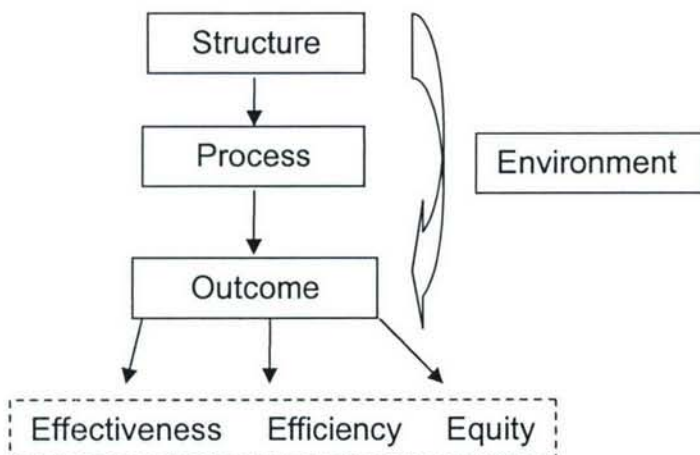 Structure
Process
Environment
Outcome
Effectiveness Efficiency Equity